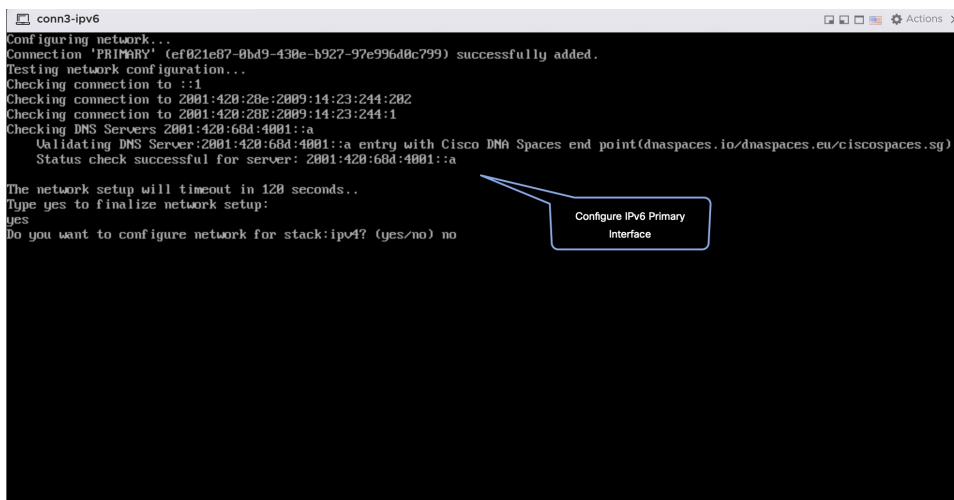 conn3-ipv6
Actions
Configuring network...
Connection 'PRIMARY' (ef021e87-0bd9-430e-b927-97e996d0c799) successfully added.
Testing network configuration...
Checking connection to ::1
Checking connection to 2001:420:28e:2009:14:23:244:202
Checking connection to 2001:420:28E:2009:14:23:244:1
Checking DNS Servers 2001:420:68d:4001::a
Validating DNS Server:2001:420:68d:4001::a entry with Cisco DNA Spaces end point(dnaspaces.io/dnaspaces.eu/ciscospaces.sg)
Status check successful for server: 2001:420:68d:4001::a
The network setup will timeout in 120 seconds..
Type yes to finalize network setup:
yes
Do you want to configure network for stack:ipv4? (yes/no) no
Configure IPv6 Primary
Interface